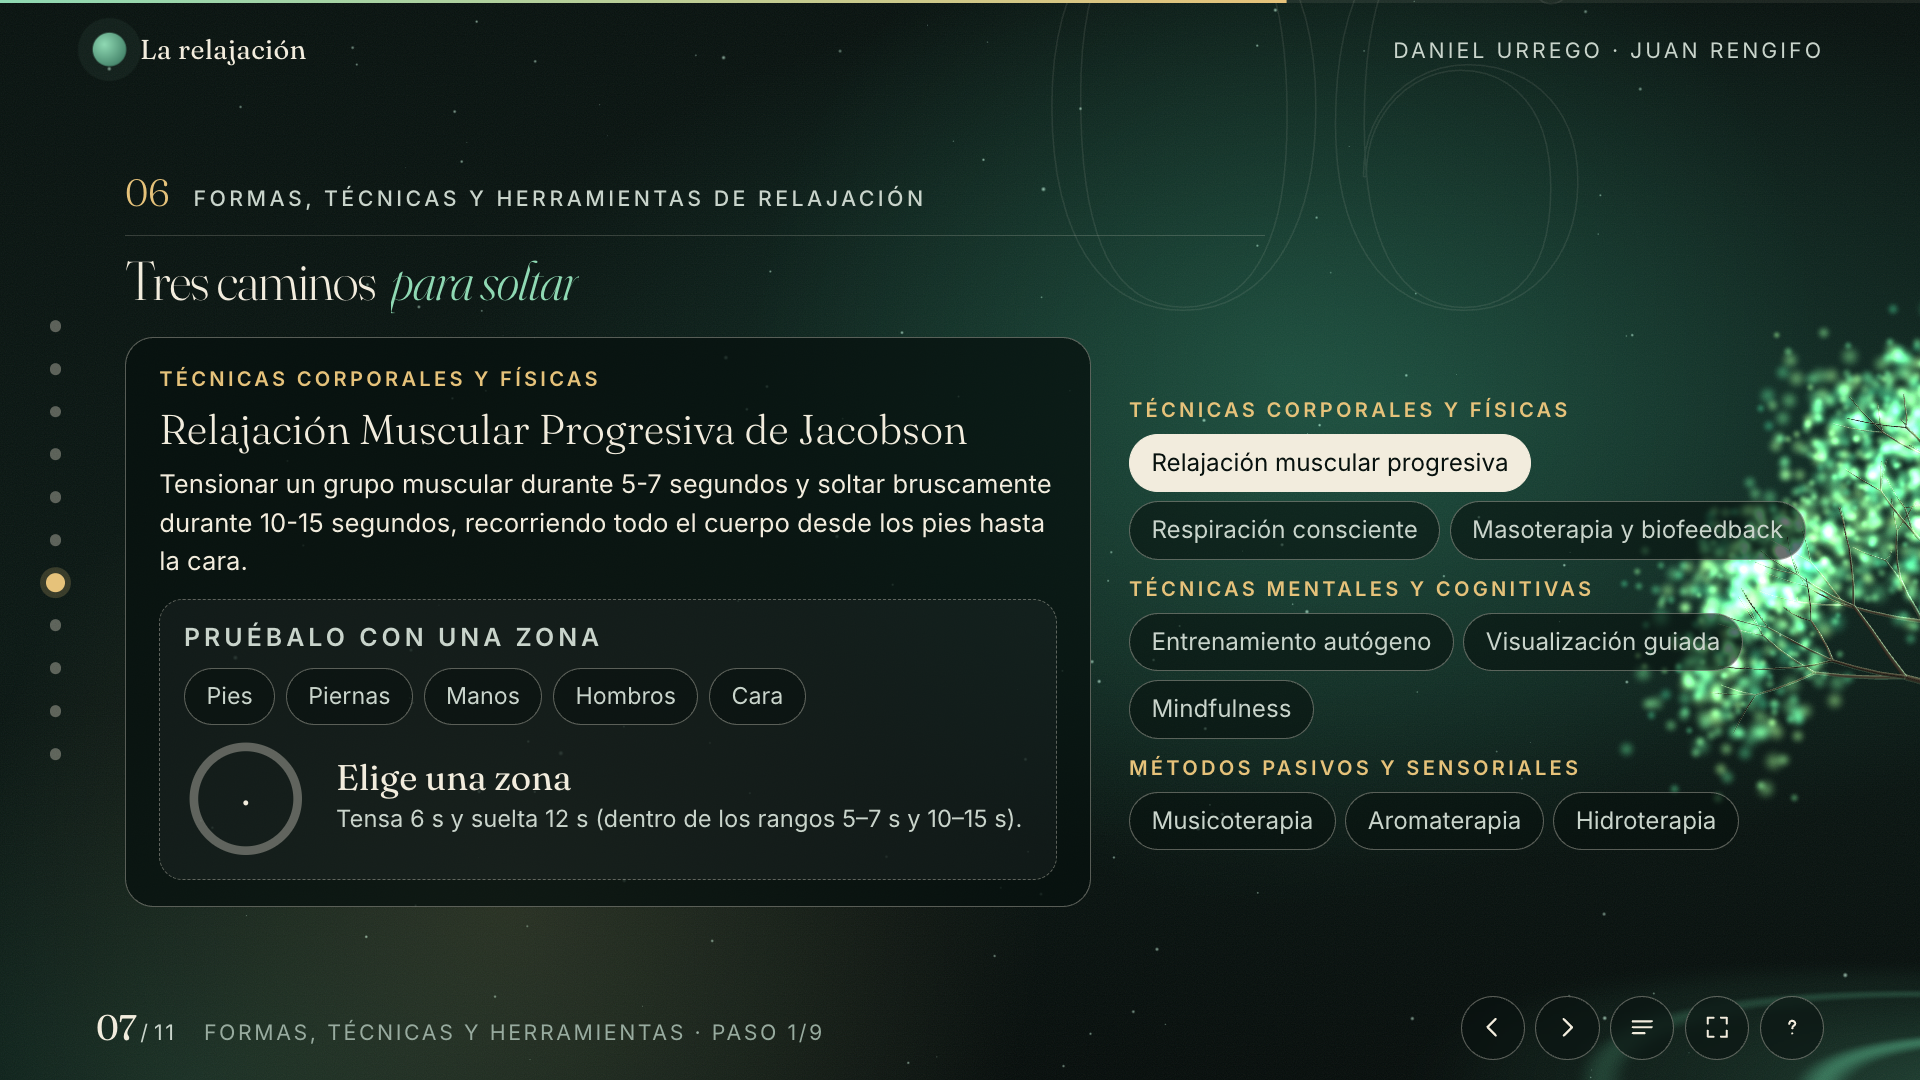 La relajación
DANIEL URREGO · JUAN RENGIFO
06
06 FORMAS, TÉCNICAS Y HERRAMIENTAS DE RELAJACIÓN
Tres caminos para soltar
TÉCNICAS CORPORALES Y FÍSICAS
Relajación Muscular Progresiva de Jacobson
Tensionar un grupo muscular durante 5-7 segundos y soltar bruscamente
durante 10-15 segundos, recorriendo todo el cuerpo desde los pies hasta
la cara.
PRUÉBALO CON UNA ZONA
Pies Piernas Manos Hombros Cara
Elige una zona
Tensa 6 s y suelta 12 s (dentro de los rangos 5–7 s y 10–15 s).
TÉCNICAS CORPORALES Y FÍSICAS
Relajación muscular progresiva
Respiración consciente Masoterapia y biofeedback
TÉCNICAS MENTALES Y COGNITIVAS
Entrenamiento autógeno Visualización guiada
Mindfulness
MÉTODOS PASIVOS Y SENSORIALES
Musicoterapia Aromaterapia Hidroterapia
07 / 11 FORMAS, TÉCNICAS Y HERRAMIENTAS · PASO 1/9
?